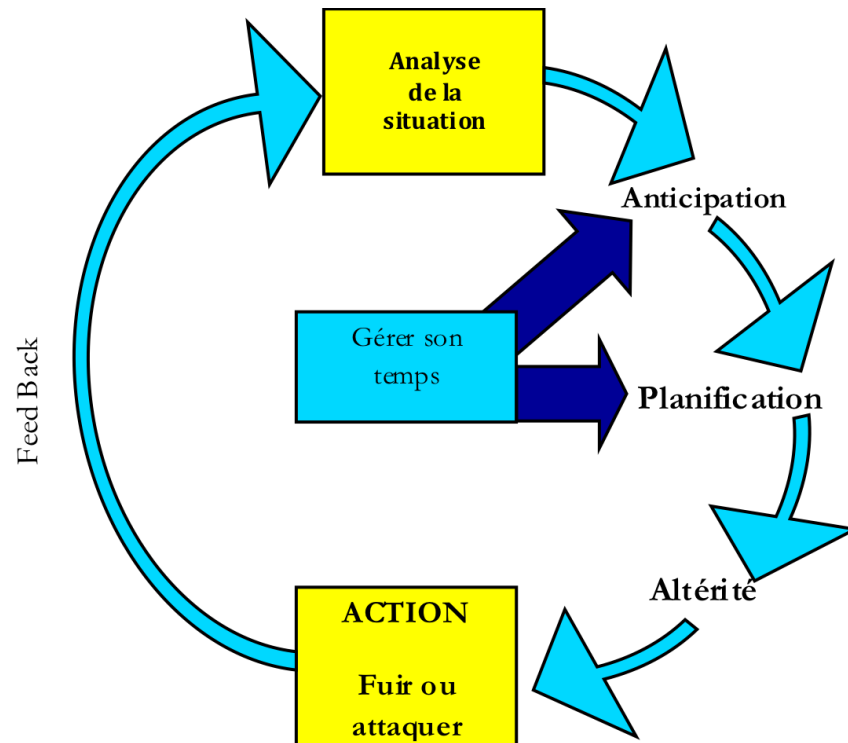 Analyse
de la
situation
Anticipation
Gérer son
temps
Planification
Feed Back
Altérité
ACTION
Fuir ou
attaquer